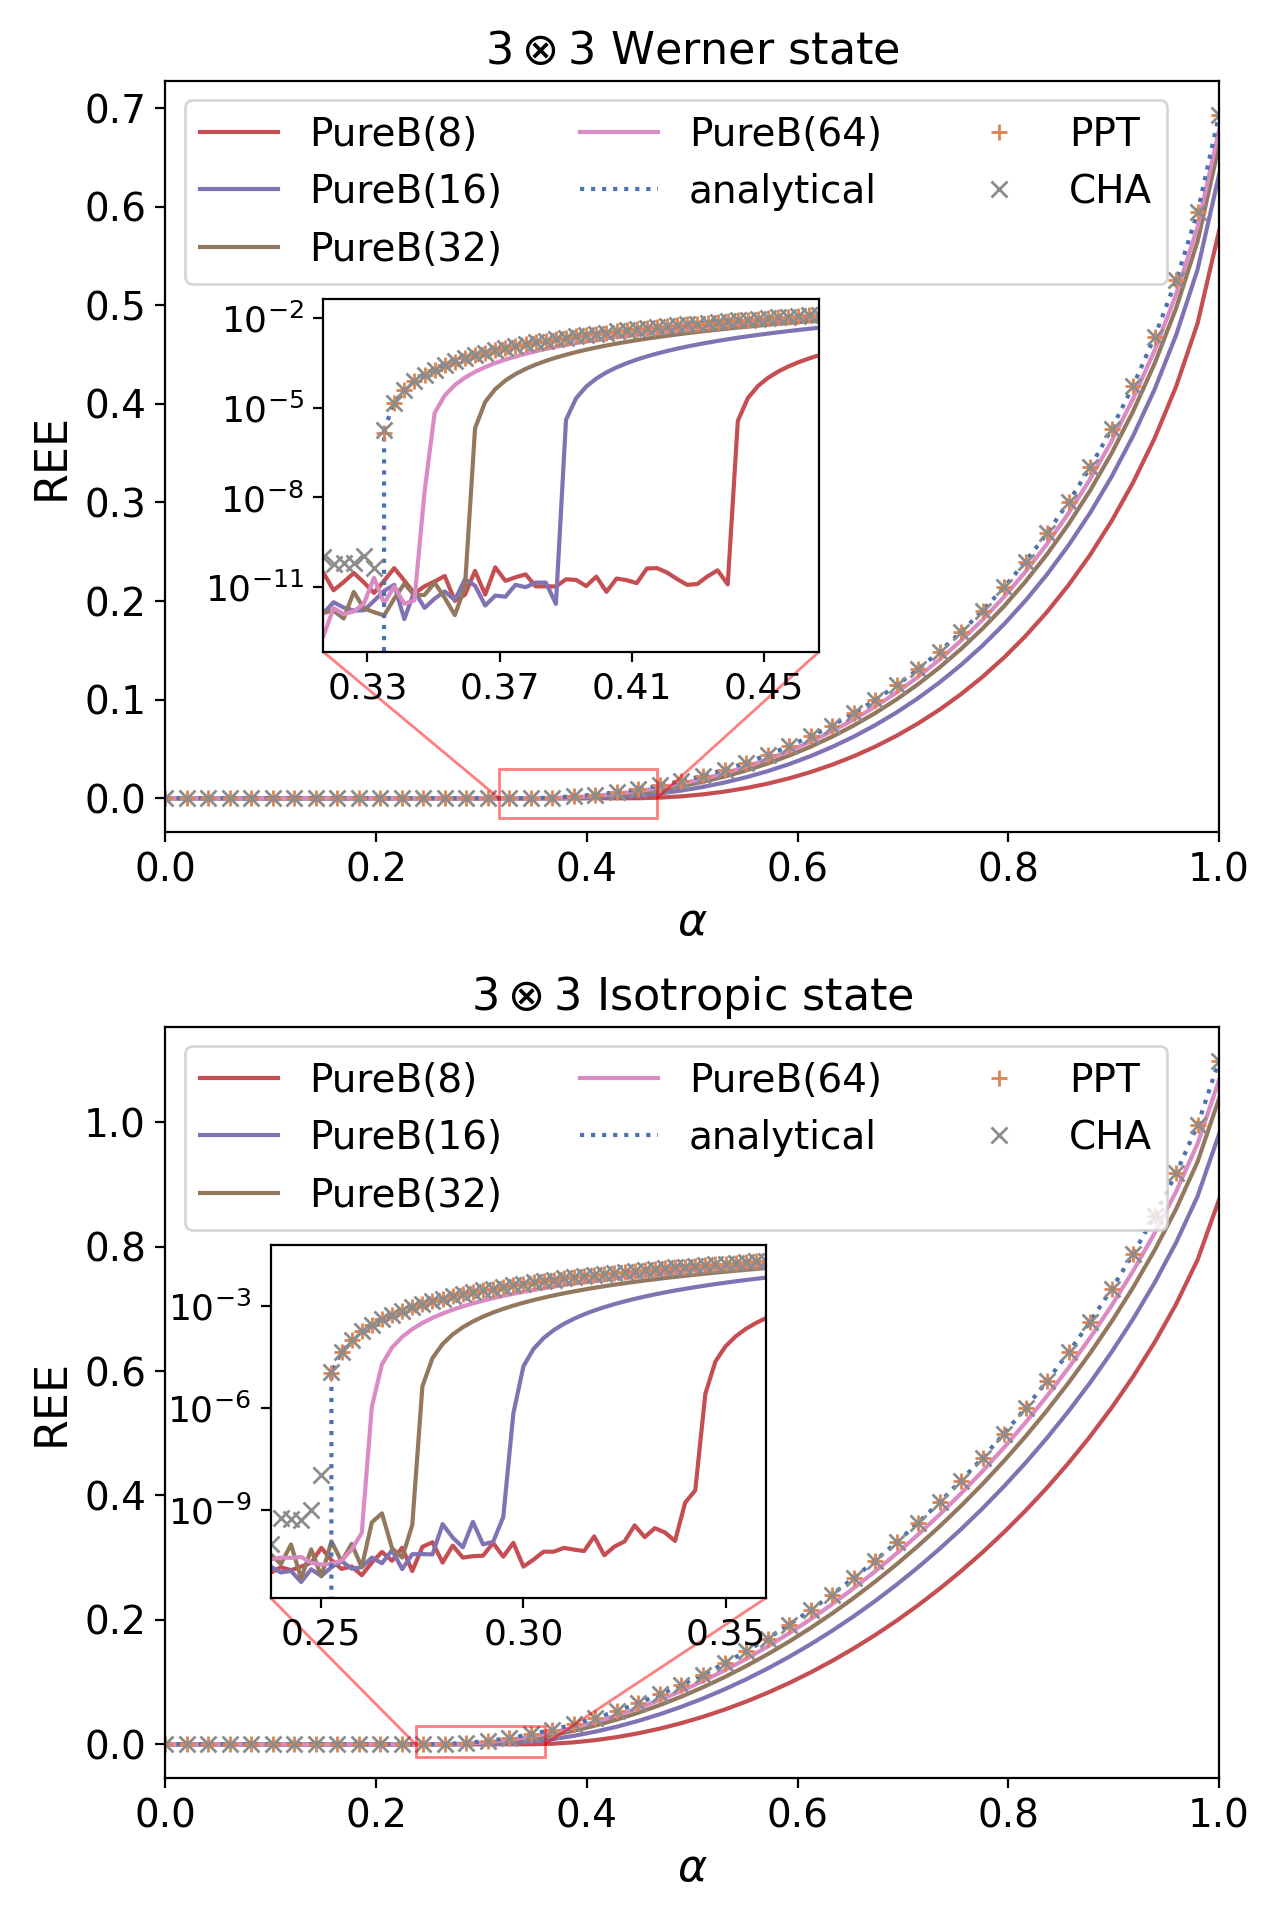 3 ⊗ 3 Werner state
PureB(8) PureB(64) PPT
PureB(16) analytical CHA
PureB(32)
REE
0.7
0.6
0.5
0.4
0.3
0.2
0.1
0.0
10⁻²
10⁻⁵
10⁻⁸
10⁻¹¹
0.33 0.37 0.41 0.45
0.0 0.2 0.4 0.6 0.8 1.0
α
3 ⊗ 3 Isotropic state
PureB(8) PureB(64) PPT
PureB(16) analytical CHA
PureB(32)
REE
1.0
0.8
0.6
0.4
0.2
0.0
10⁻³
10⁻⁶
10⁻⁹
0.25 0.30 0.35
0.0 0.2 0.4 0.6 0.8 1.0
α